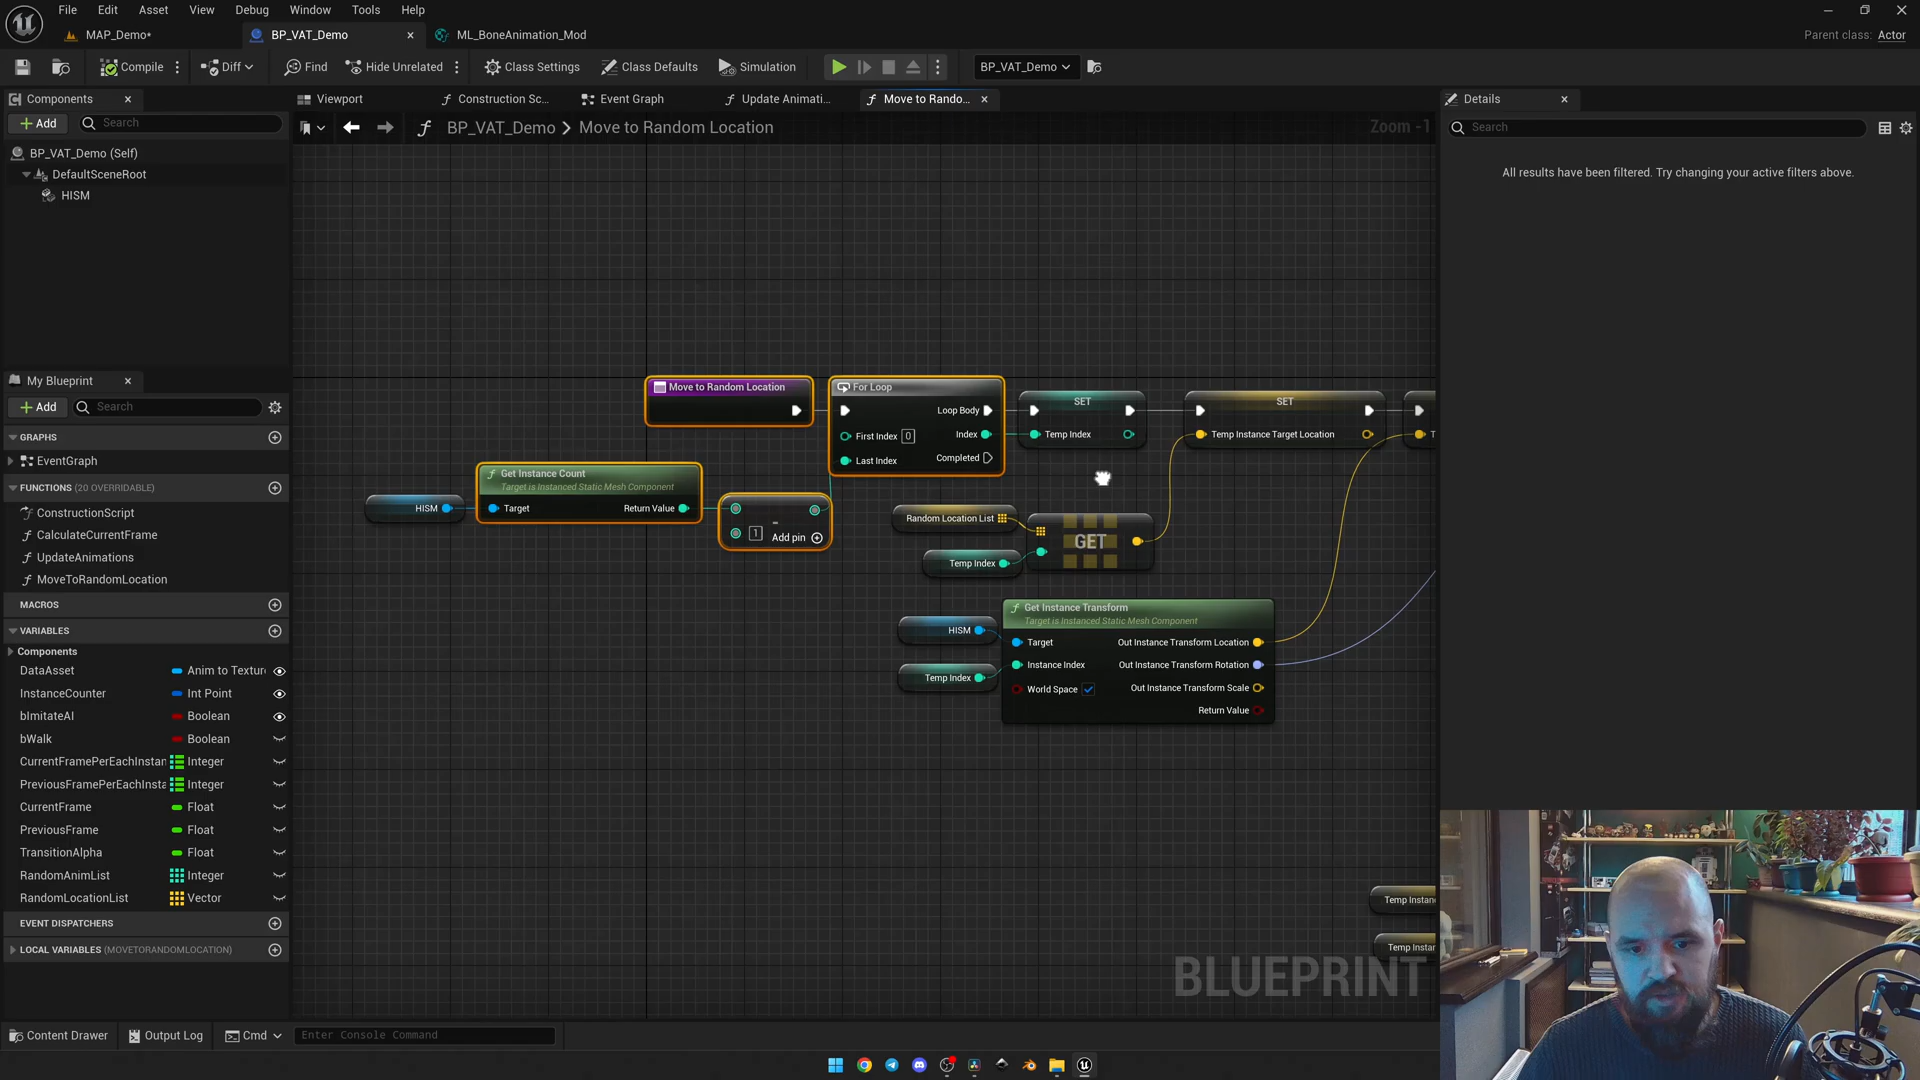 File Edit Asset View Debug Window Tools Help
MAP_Demo* BP_VAT_Demo ML_BoneAnimation_Mod
Parent class: Actor
Compile Diff Find Hide Unrelated Class Settings Class Defaults Simulation BP_VAT_Demo
Components
Add Search
BP_VAT_Demo (Self)
DefaultSceneRoot
HISM
Viewport Construction Sc... Event Graph Update Animati... Move to Rando...
BP_VAT_Demo > Move to Random Location
Zoom -1
Details
Search
All results have been filtered. Try changing your active filters above.
My Blueprint
Add Search
GRAPHS
EventGraph
FUNCTIONS (20 OVERRIDABLE)
ConstructionScript
CalculateCurrentFrame
UpdateAnimations
MoveToRandomLocation
MACROS
VARIABLES
Components
DataAsset Anim to Textur
InstanceCounter Int Point
bImitateAI Boolean
bWalk Boolean
CurrentFramePerEachInstan Integer
PreviousFramePerEachInsta Integer
CurrentFrame Float
PreviousFrame Float
TransitionAlpha Float
RandomAnimList Integer
RandomLocationList Vector
EVENT DISPATCHERS
LOCAL VARIABLES (MOVETORANDOMLOCATION)
Move to Random Location
For Loop
Loop Body
First Index 0
Index
Last Index
Completed
SET
Temp Index
SET
Temp Instance Target Location
T
HISM
Get Instance Count
Target is Instanced Static Mesh Component
Target
Return Value
-
1
Add pin
Random Location List
Temp Index
GET
HISM
Temp Index
Get Instance Transform
Target is Instanced Static Mesh Component
Target
Out Instance Transform Location
Instance Index
Out Instance Transform Rotation
World Space
Out Instance Transform Scale
Return Value
Temp Instan
Temp Instar
BLUEPRINT
Content Drawer Output Log Cmd Enter Console Command